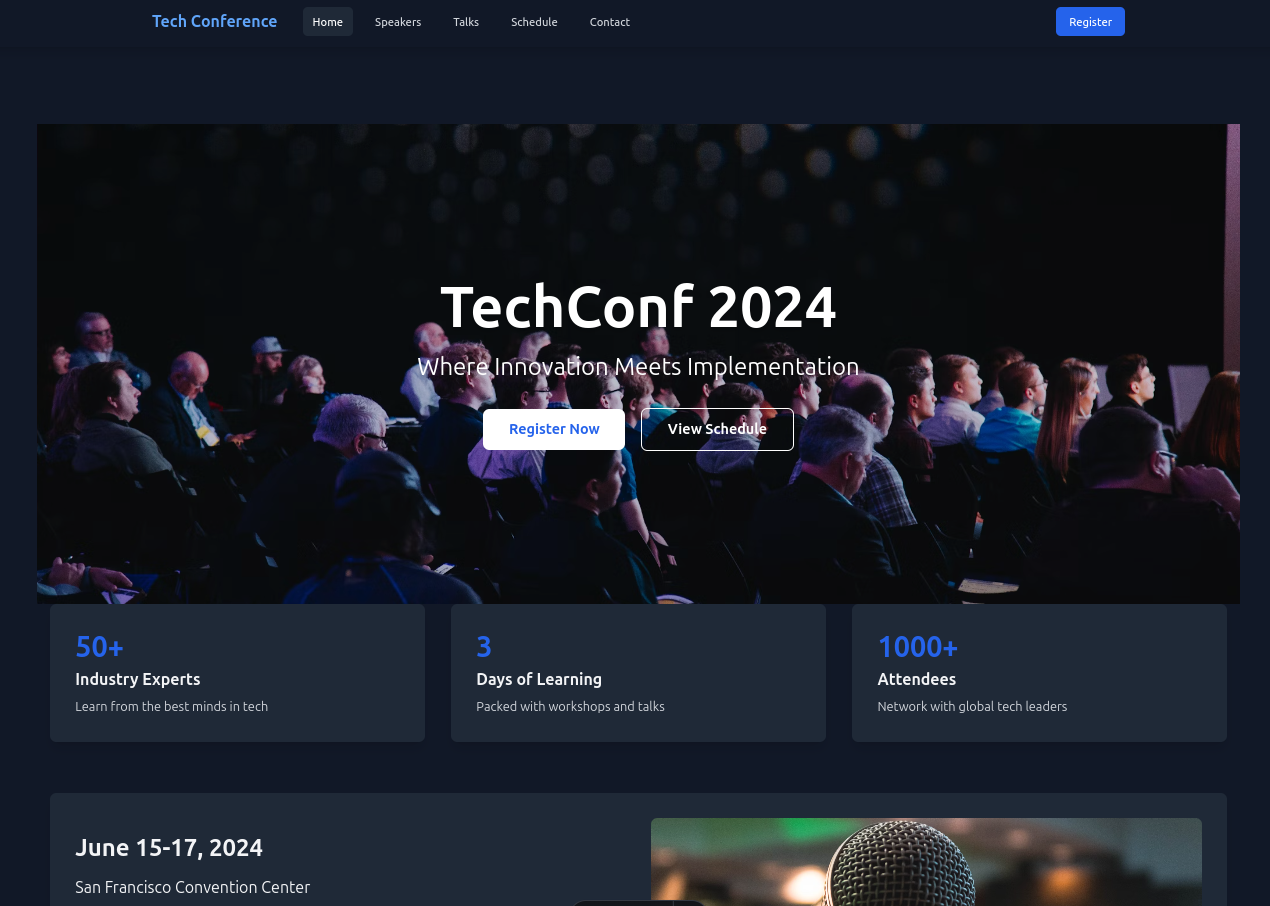 Tech Conference
Home
Speakers
Talks
Schedule
Contact
Register
TechConf 2024
Where Innovation Meets Implementation
Register Now
View Schedule
50+
Industry Experts
Learn from the best minds in tech
3
Days of Learning
Packed with workshops and talks
1000+
Attendees
Network with global tech leaders
June 15-17, 2024
San Francisco Convention Center